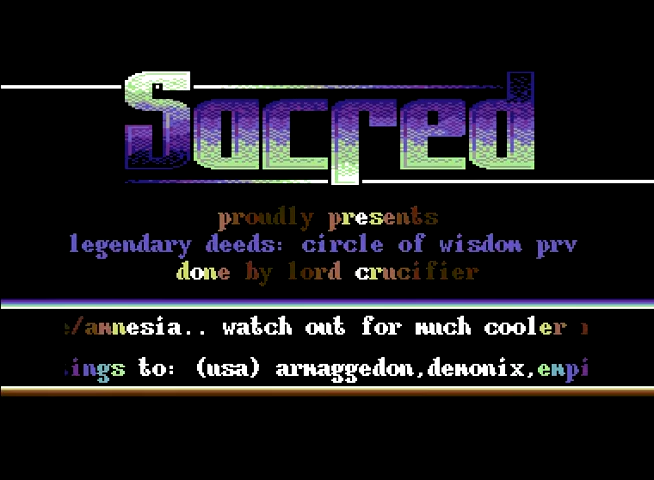 Sacred
proudly presents
legendary deeds: circle of wisdom prv
done by lord crucifier
/amnesia.. watch out for much cooler
ings to: (usa) armaggedon,demonix,empi